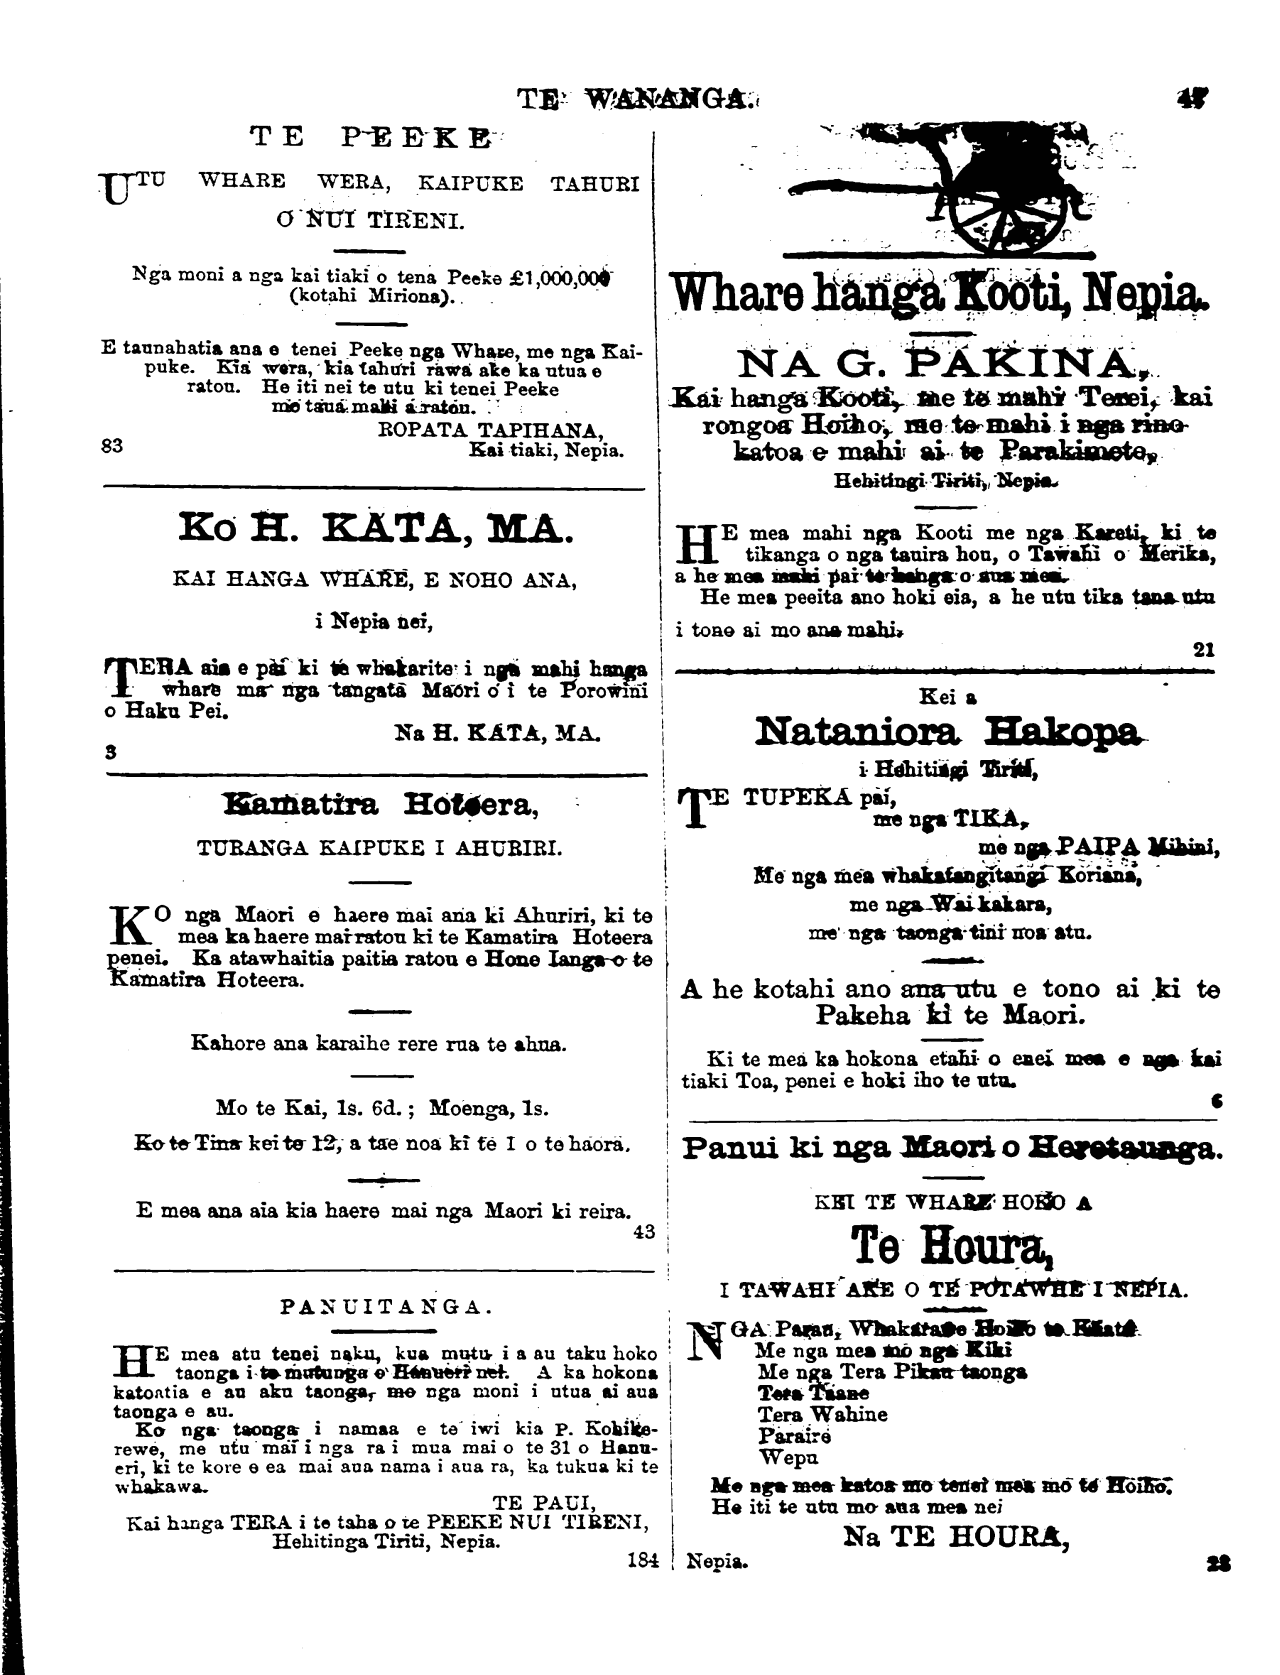 TE WANANGA. 47
TE PEEKE
UTU WHARE WERA, KAIPUKE TAHURI
O NUI TIRENI.
Nga moni a nga kai tiaki o tena Peeke £1,000,000
(kotahi Miriona).
E taunahatia ana e tenei Peeke nga Whare, me nga Kai-
puke. Kia wera, kia tahuri rawa ake ka utua e
ratou. He iti nei te utu ki tenei Peeke
mo taua mahi a ratou.
ROPATA TAPIHANA,
83 Kai tiaki, Nepia.
Ko H. KATA, MA.
KAI HANGA WHARE, E NOHO ANA,
i Nepia nei,
TERA aia e pai ki te whakarite i nga mahi hanga
whare ma nga tangata Maori o i te Porowini
o Haku Pei.
Na H. KATA, MA.
3
Kamatira Hoteera,
TURANGA KAIPUKE I AHURIRI.
KO nga Maori e haere mai ana ki Ahuriri, ki te
mea ka haere mai ratou ki te Kamatira Hoteera
penei. Ka atawhaitia paitia ratou e Hone Ianga o te
Kamatira Hoteera.
Kahore ana karaihe rere rua te ahua.
Mo te Kai, 1s. 6d.; Moenga, 1s.
Ko te Tina kei te 12, a tae noa ki te 1 o te haora.
E mea ana aia kia haere mai nga Maori ki reira.
43
PANUITANGA.
HE mea atu tenei naku, kua mutu i a au taku hoko
taonga i te mutunga o Hanueri nei. A ka hokona
katoatia e au aku taonga, me nga moni i utua ai aua
taonga e au.
Ko nga taonga i namaa e te iwi kia P. Kohike-
rewe, me utu mai i nga ra i mua mai o te 31 o Hanu-
eri, ki te kore e ea mai aua nama i aua ra, ka tukua ki te
whakawa.
TE PAUI,
Kai hanga TERA i te taha o te PEEKE NUI TIRENI,
Hehitinga Tiriti, Nepia.
184
Whare hanga Kooti, Nepia.
NA G. PAKINA,
Kai hanga Kooti, me te mahi Terei, kai
rongoa Hoiho, me te mahi i nga rino
katoa e mahi ai te Parakimete,
Hehitingi Tiriti, Nepia.
HE mea mahi nga Kooti me nga Kareti, ki te
tikanga o nga tauira hou, o Tawahi o Merika,
a he mea mahi pai te hanga o aua mea.
He mea peeita ano hoki eia, a he utu tika tana utu
i tono ai mo ana mahi.
21
Kei a
Nataniora Hakopa
i Hehitingi Tiriti,
TE TUPEKA pai,
me nga TIKA,
me nga PAIPA Mihini,
Me nga mea whakatangitangi Koriana,
me nga Wai kakara,
me nga taonga tini noa atu.
A he kotahi ano ana utu e tono ai ki te
Pakeha ki te Maori.
Ki te mea ka hokona etahi o enei mea e nga kai
tiaki Toa, penei e hoki iho te utu.
6
Panui ki nga Maori o Heretaunga.
KEI TE WHARE HOKO A
Te Houra,
I TAWAHI AKE O TE POTAWHE I NEPIA.
NGA Parau, Whakarawe Hoiho te Kaata
Me nga mea mo nga Kiki
Me nga Tera Pikau taonga
Tera Taane
Tera Wahine
Paraire
Wepu
Me nga mea katoa mo tenei mea mo te Hoiho.
He iti te utu mo aua mea nei
Na TE HOURA,
Nepia.